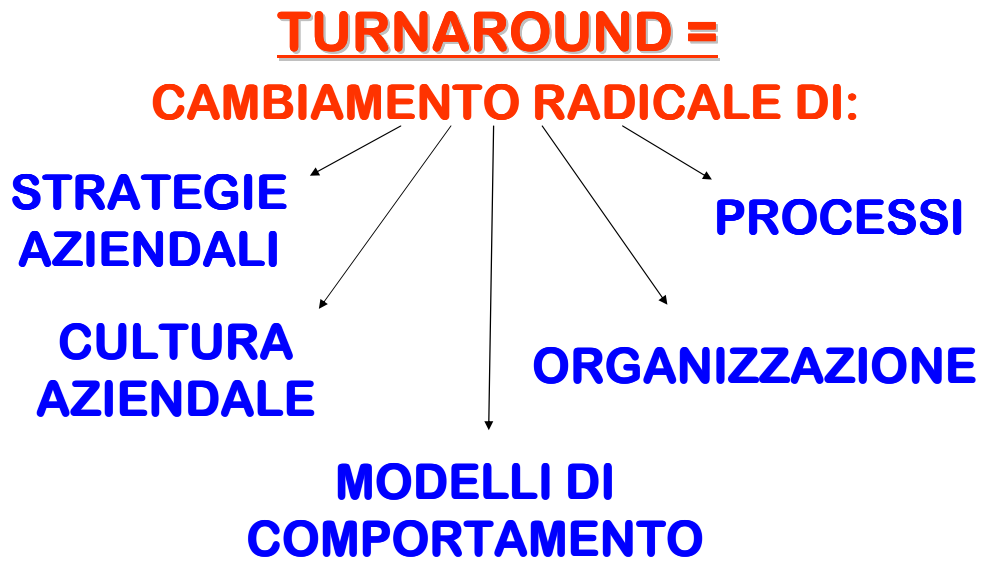 TURNAROUND =
CAMBIAMENTO RADICALE DI:
STRATEGIE
AZIENDALI
PROCESSI
CULTURA
AZIENDALE
ORGANIZZAZIONE
MODELLI DI
COMPORTAMENTO